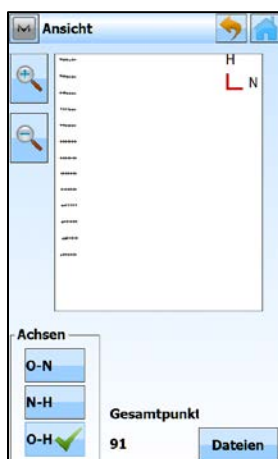 Ansicht
H
N
Achsen
O-N
N-H
O-H
Gesamtpunkt
91
Dateien